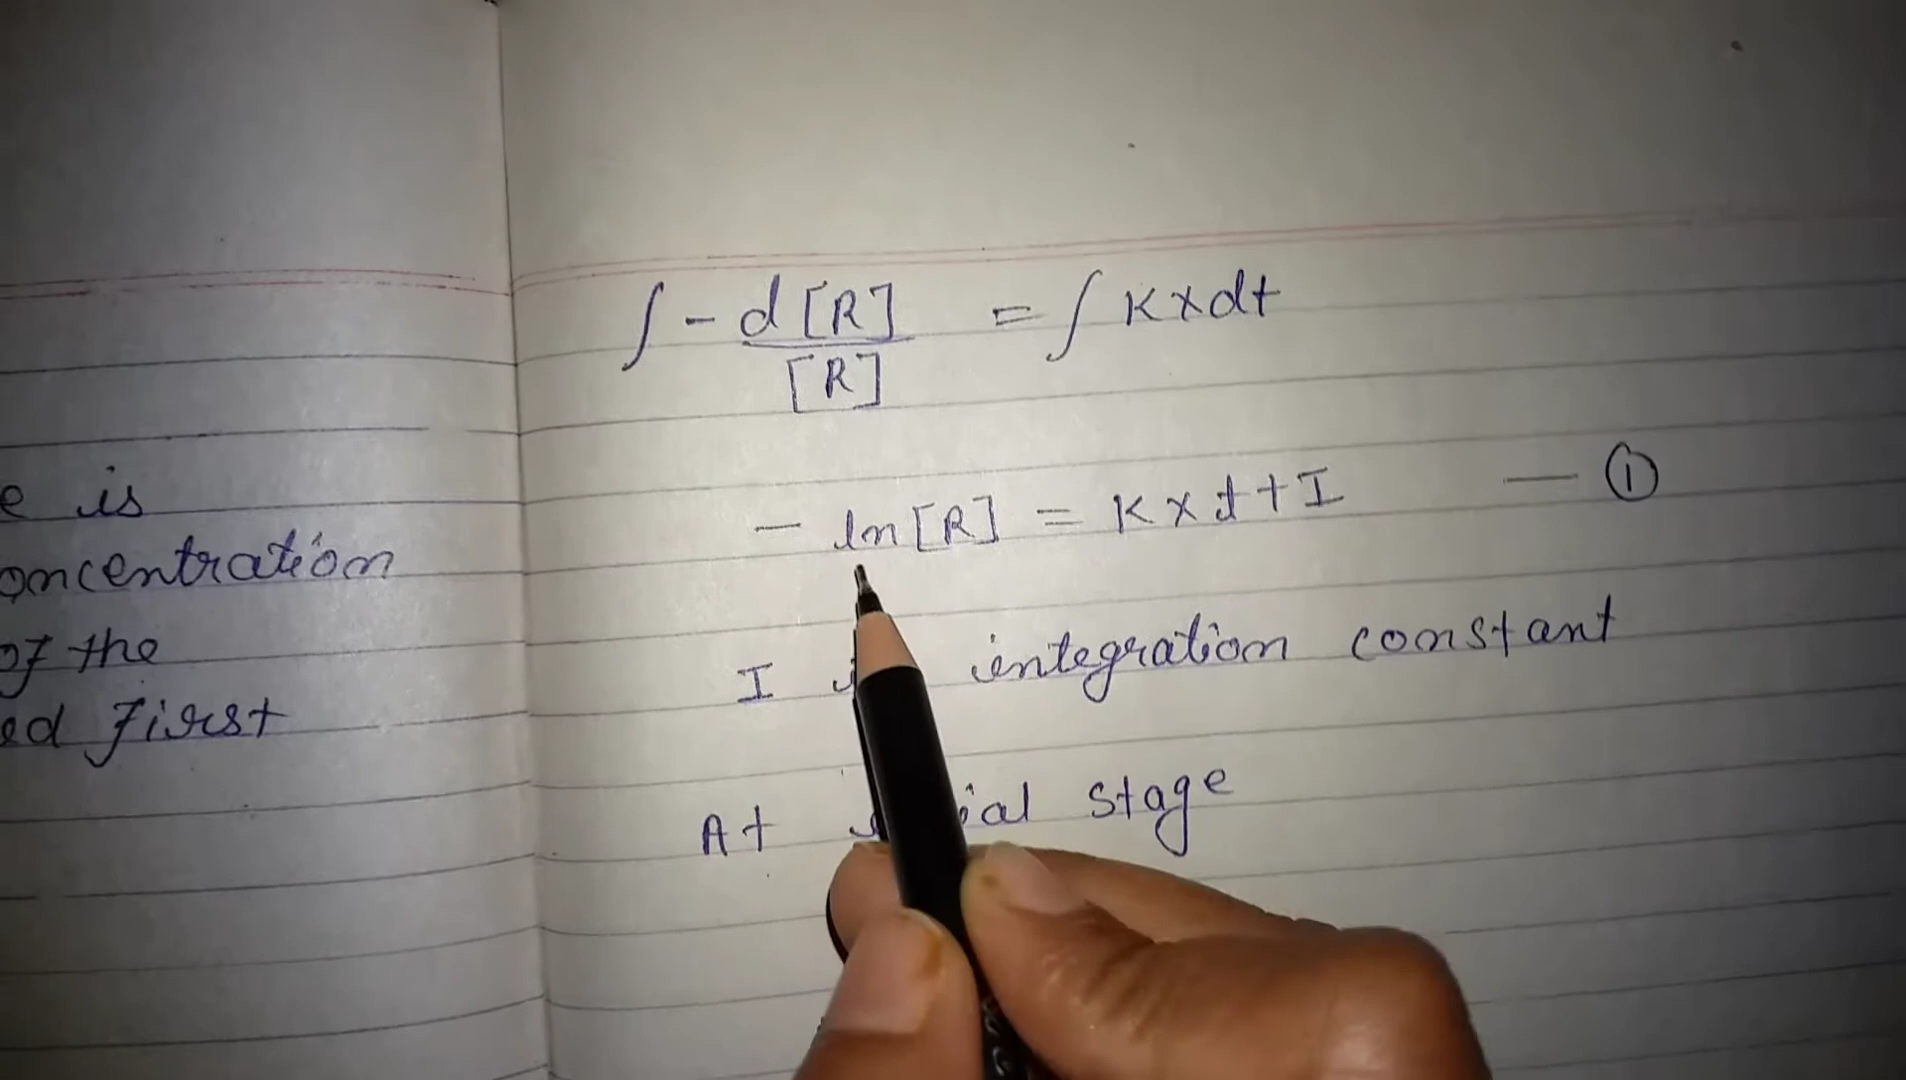 e is
oncentration
of the
ed first
∫ - d[R] / [R] = ∫ K x dt
- ln[R] = K x t + I — ①
I integration constant
At stage